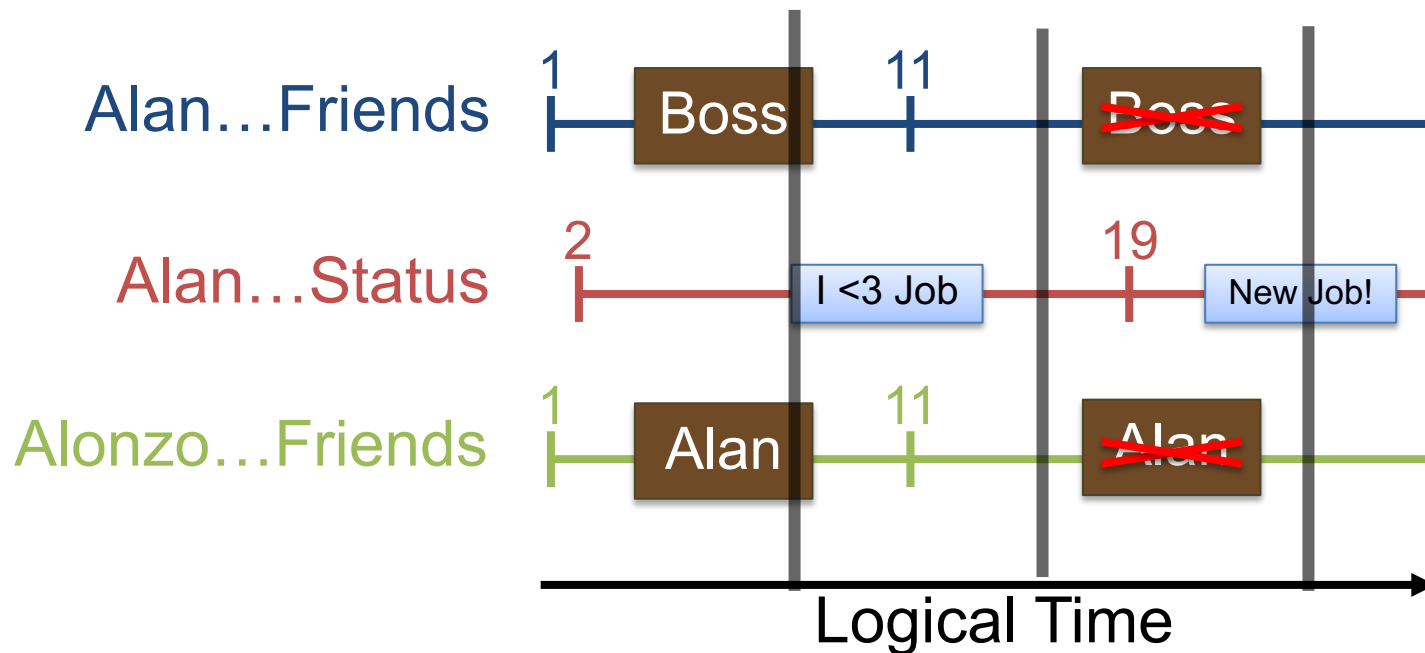 1 11
Alan…Friends Boss Boss
2 19
Alan…Status I <3 Job New Job!
1 11
Alonzo…Friends Alan Alan
Logical Time